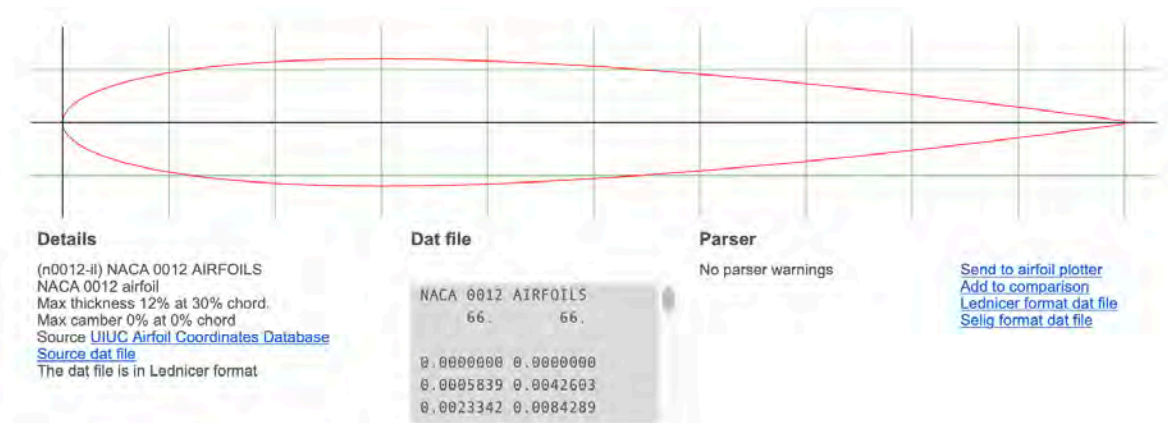 Details
(n0012-il) NACA 0012 AIRFOILS
NACA 0012 airfoil
Max thickness 12% at 30% chord.
Max camber 0% at 0% chord
Source UIUC Airfoil Coordinates Database
Source dat file
The dat file is in Lednicer format
Dat file
NACA 0012 AIRFOILS
66. 66.
0.0000000 0.0000000
0.0005839 0.0042603
0.0023342 0.0084289
Parser
No parser warnings
Send to airfoil plotter
Add to comparison
Lednicer format dat file
Selig format dat file